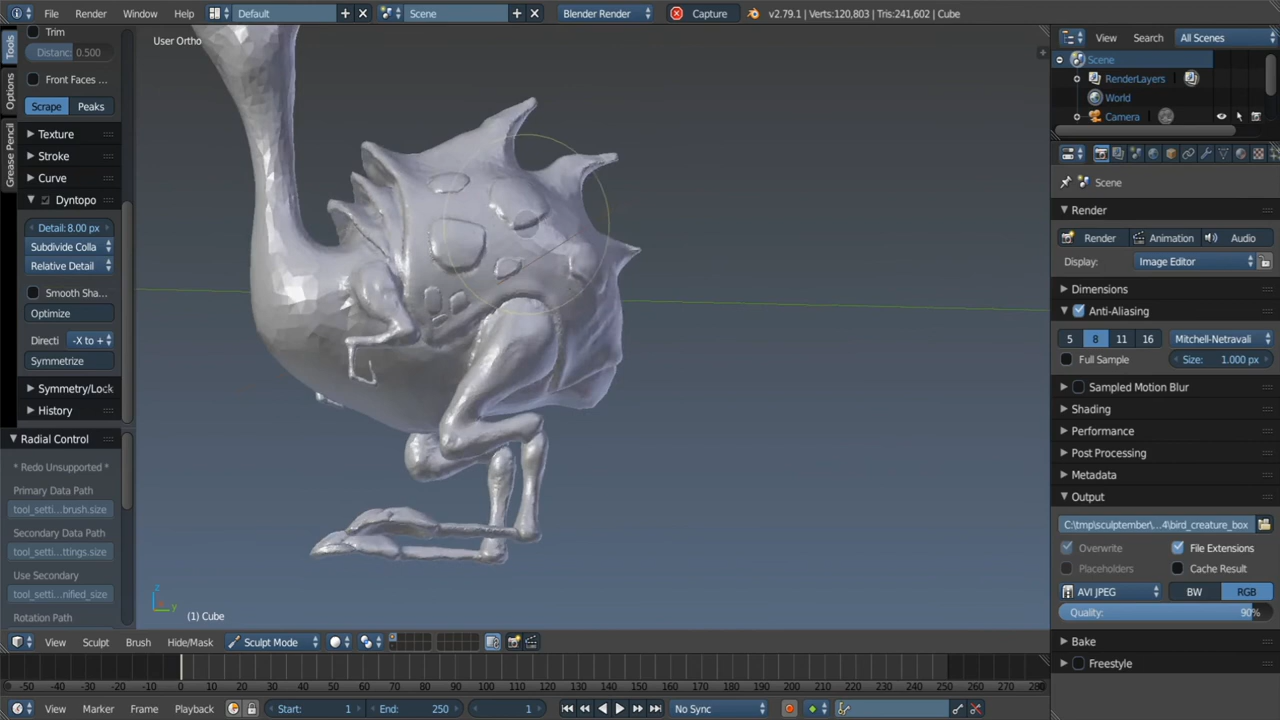 File Render Window Help Default Scene Blender Render Capture v2.79.1 | Verts:120,803 | Tris:241,602 | Cube
Tools
Options
Grease Pencil
Trim
Distanc: 0.500
Front Faces ...
Scrape Peaks
Texture
Stroke
Curve
Dyntopo
Detail: 8.00 px
Subdivide Colla
Relative Detail
Smooth Sha...
Optimize
Directi -X to +
Symmetrize
Symmetry/Lock
History
Radial Control
* Redo Unsupported *
Primary Data Path
tool_setti...brush.size
Secondary Data Path
tool_setti...ttings.size
Use Secondary
tool_setti...nified_size
Rotation Path
User Ortho
z
y
(1) Cube
View Sculpt Brush Hide/Mask Sculpt Mode
View Search All Scenes
Scene
RenderLayers
World
Camera
Scene
Render
Render Animation Audio
Display: Image Editor
Dimensions
Anti-Aliasing
5 8 11 16 Mitchell-Netravali
Full Sample Size: 1.000 px
Sampled Motion Blur
Shading
Performance
Post Processing
Metadata
Output
C:\tmp\sculptember\...4\bird_creature_box
Overwrite File Extensions
Placeholders Cache Result
AVI JPEG BW RGB
Quality: 90%
Bake
Freestyle
-50 -40 -30 -20 -10 0 10 20 30 40 50 60 70 80 90 100 110 120 130 140 150 160 170 180 190 200 210 220 230 240 250 260 270 280
View Marker Frame Playback Start: 1 End: 250 1 No Sync